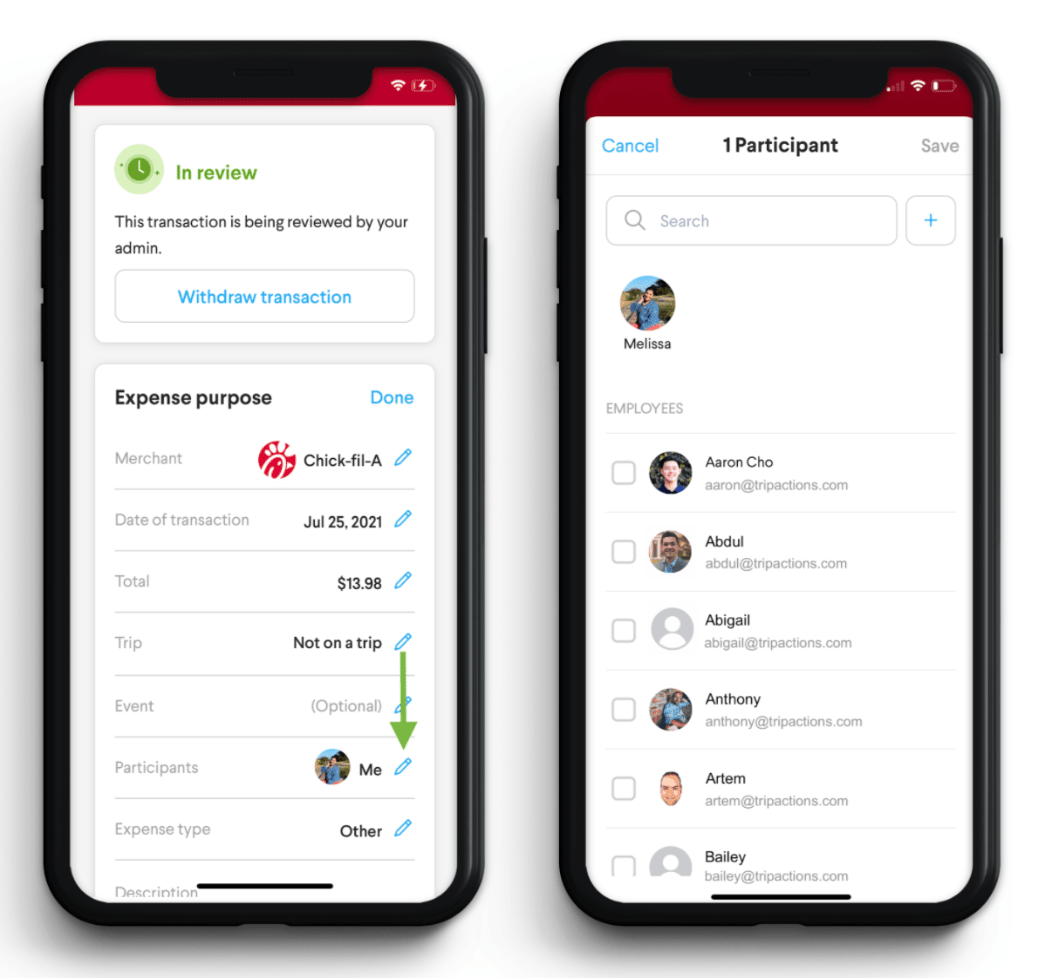 In review
This transaction is being reviewed by your
admin.
Withdraw transaction
Expense purpose Done
Merchant Chick-fil-A
Date of transaction Jul 25, 2021
Total $13.98
Trip Not on a trip
Event (Optional)
Participants Me
Expense type Other
Description
Cancel 1 Participant Save
Search +
Melissa
EMPLOYEES
Aaron Cho
aaron@tripactions.com
Abdul
abdul@tripactions.com
Abigail
abigail@tripactions.com
Anthony
anthony@tripactions.com
Artem
artem@tripactions.com
Bailey
bailey@tripactions.com